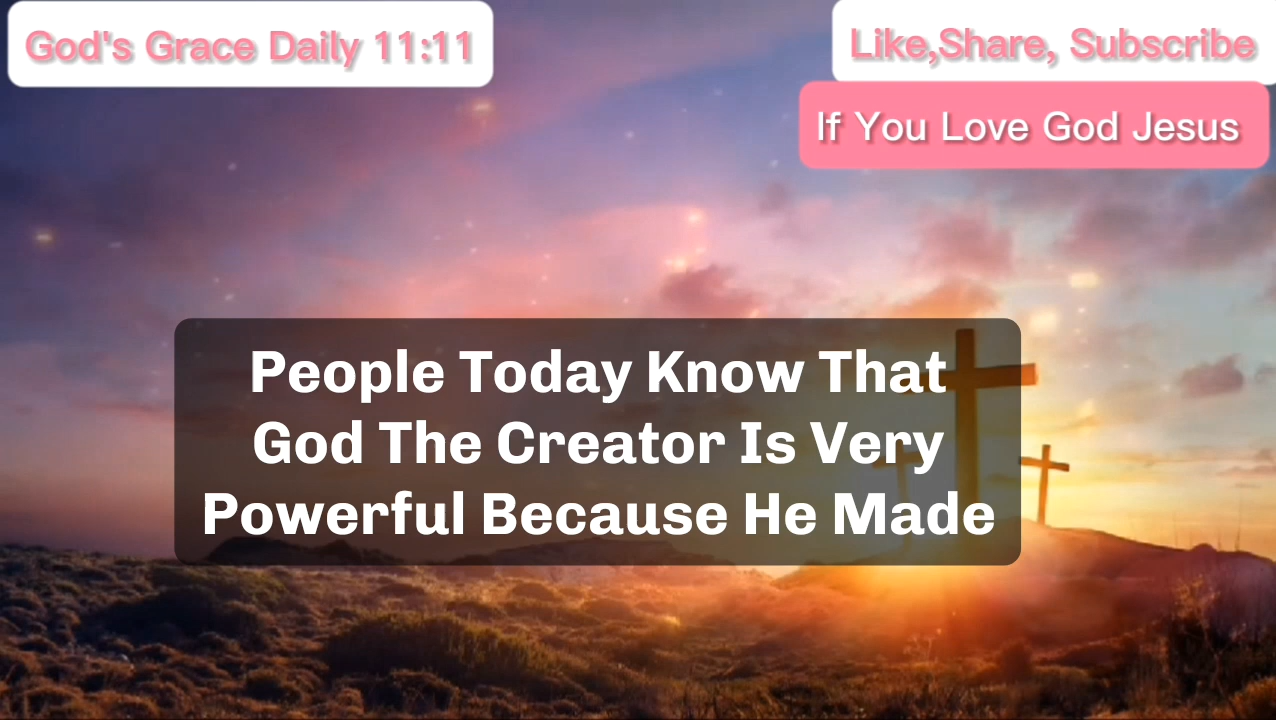 God's Grace Daily 11:11
Like,Share, Subscribe
If You Love God Jesus
People Today Know That
God The Creator Is Very
Powerful Because He Made